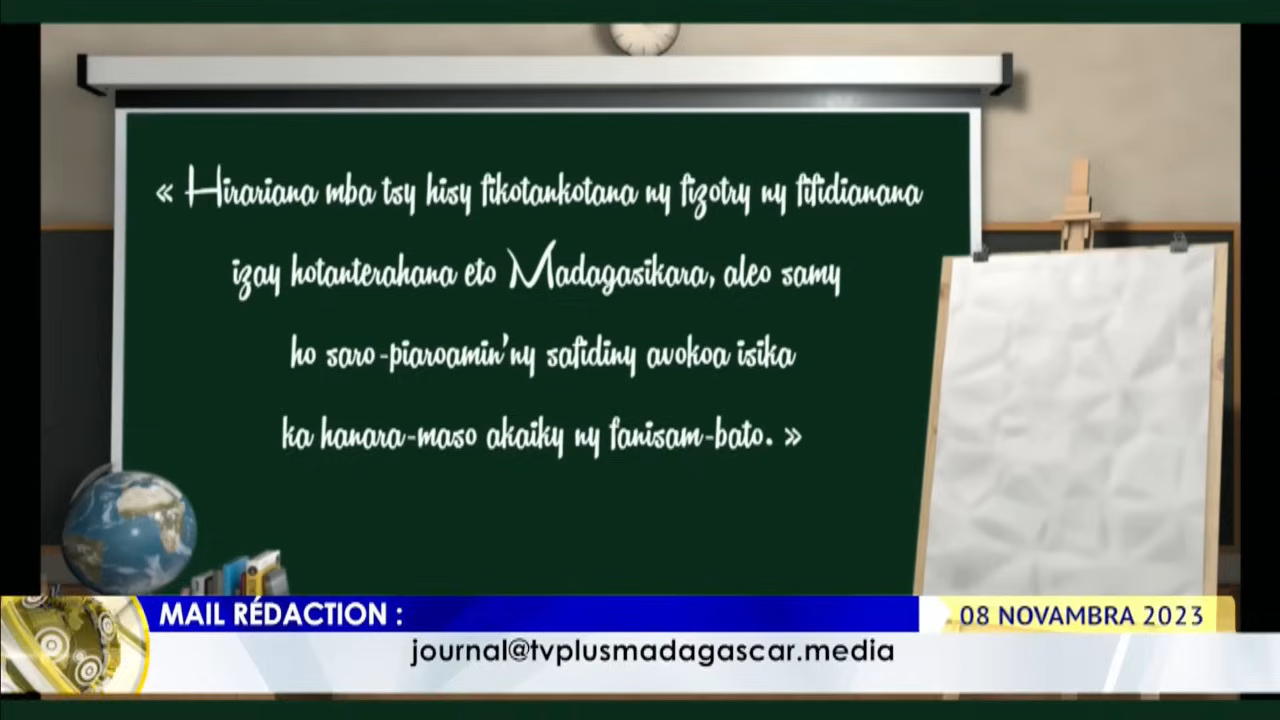 « Hirariana mba tsy hisy fikotankotana ny fizotry ny fifidianana
izay hotanterahana eto Madagasikara, aleo samy
ho saro-piaroamin'ny safidiny avokoa isika
ka hanara-maso akaiky ny fanisam-bato. »
MAIL RÉDACTION :
08 NOVAMBRA 2023
journal@tvplusmadagascar.media